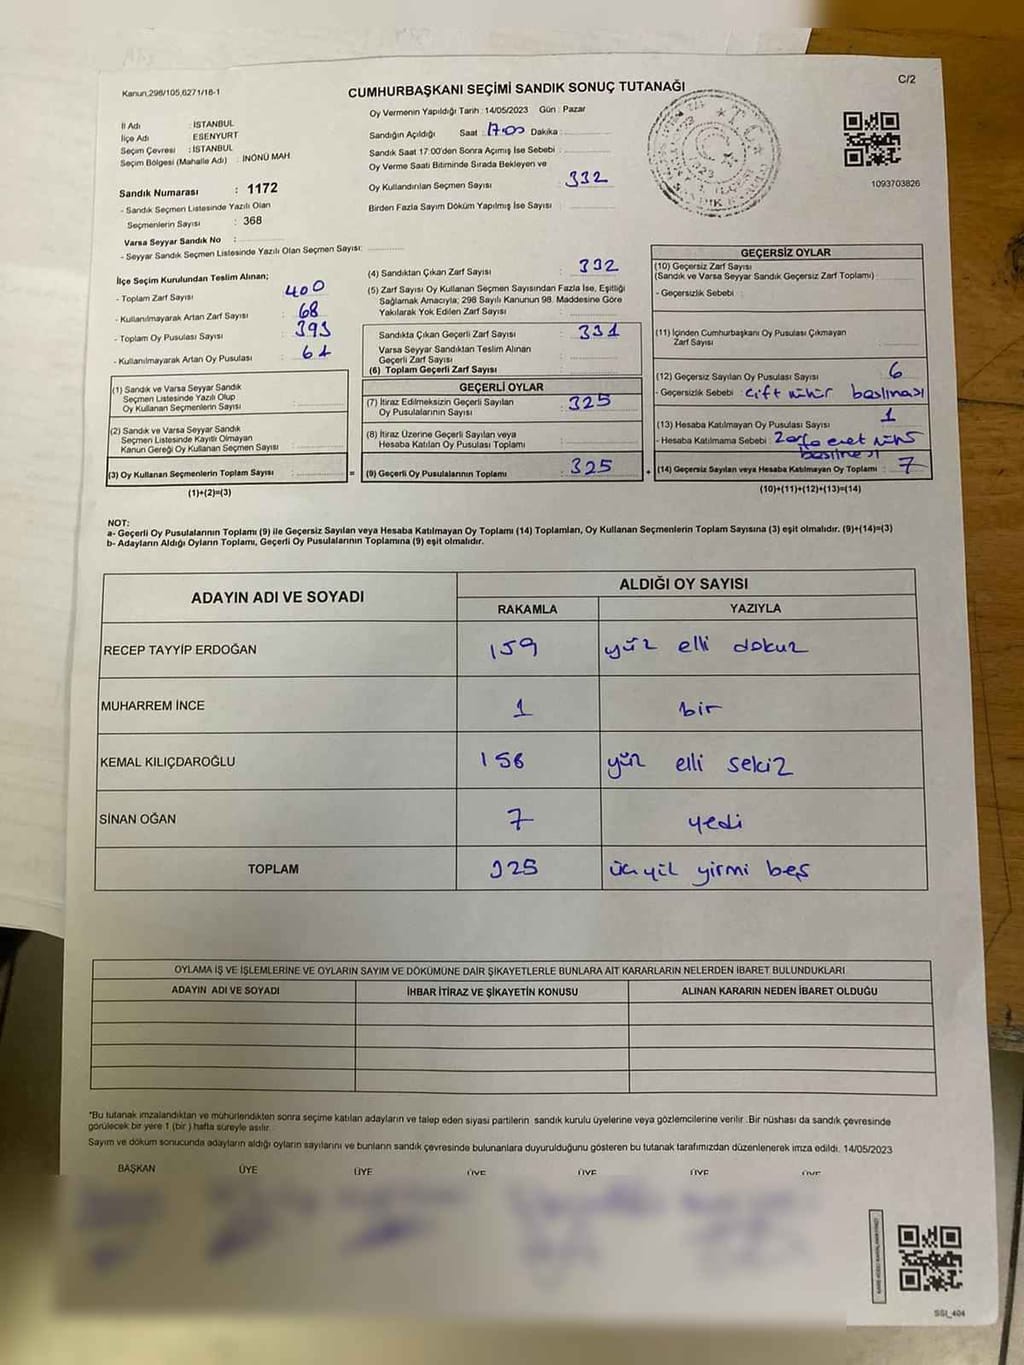 C/2
Kanun,298/105,6271/16-1
CUMHURBAŞKANI SEÇİMİ SANDIK SONUÇ TUTANAĞI
Oy Vermenin Yapıldığı Tarih : 14/05/2023 Gün : Pazar
İl Adı : İSTANBUL
İlçe Adı : ESENYURT
Seçim Çevresi : İSTANBUL
Seçim Bölgesi (Mahalle Adı) : İNÖNÜ MAH.
Sandığın Açıldığı Saat : 17:00 Dakika :
Sandık Saat 17:00'den Sonra Açımış İse Sebebi :
Oy Verme Saati Bitiminde Sırada Bekleyen ve
Oy Kullandırılan Seçmen Sayısı : 332
Birden Fazla Sayım Döküm Yapılmış İse Sayısı :
1093703826
Sandık Numarası : 1172
- Sandık Seçmen Listesinde Yazılı Olan
Seçmenlerin Sayısı : 368
Varsa Seyyar Sandık No :
- Seyyar Sandık Seçmen Listesinde Yazılı Olan Seçmen Sayısı:
İlçe Seçim Kurulundan Teslim Alınan;
- Toplam Zarf Sayısı : 400
- Kullanılmayarak Artan Zarf Sayısı : 68
- Toplam Oy Pusulası Sayısı : 393
- Kullanılmayarak Artan Oy Pusulası : 61
(1) Sandık ve Varsa Seyyar Sandık
Seçmen Listesinde Yazılı Olup
Oy Kullanan Seçmenlerin Sayısı :
(2) Sandık ve Varsa Seyyar Sandık
Seçmen Listesinde Kayıtlı Olmayan
Kanun Gereği Oy Kullanan Seçmen Sayısı :
(3) Oy Kullanan Seçmenlerin Toplam Sayısı :
(1)+(2)=(3)
(4) Sandıktan Çıkan Zarf Sayısı : 332
(5) Zarf Sayısı Oy Kullanan Seçmen Sayısından Fazla İse, Eşitliği
Sağlamak Amacıyla; 298 Sayılı Kanunun 98. Maddesine Göre
Yakılarak Yok Edilen Zarf Sayısı :
Sandıkta Çıkan Geçerli Zarf Sayısı : 331
Varsa Seyyar Sandıktan Teslim Alınan
Geçerli Zarf Sayısı :
(6) Toplam Geçerli Zarf Sayısı :
GEÇERLİ OYLAR
(7) İtiraz Edilmeksizin Geçerli Sayılan
Oy Pusulalarının Sayısı : 325
(8) İtiraz Üzerine Geçerli Sayılan veya
Hesaba Katılan Oy Pusulası Toplamı :
= (9) Geçerli Oy Pusulalarının Toplamı : 325 +
GEÇERSİZ OYLAR
(10) Geçersiz Zarf Sayısı
(Sandık ve Varsa Seyyar Sandık Geçersiz Zarf Toplamı) :
- Geçersizlik Sebebi :
(11) İçinden Cumhurbaşkanı Oy Pusulası Çıkmayan
Zarf Sayısı :
(12) Geçersiz Sayılan Oy Pusulası Sayısı : 6
- Geçersizlik Sebebi : çift mühür basılması
(13) Hesaba Katılmayan Oy Pusulası Sayısı : 1
- Hesaba Katılmama Sebebi :
(14) Geçersiz Sayılan veya Hesaba Katılmayan Oy Toplamı : 7
(10)+(11)+(12)+(13)=(14)
NOT:
a- Geçerli Oy Pusulalarının Toplamı (9) ile Geçersiz Sayılan veya Hesaba Katılmayan Oy Toplamı (14) Toplamları, Oy Kullanan Seçmenlerin Toplam Sayısına (3) eşit olmalıdır. (9)+(14)=(3)
b- Adayların Aldığı Oyların Toplamı, Geçerli Oy Pusulalarının Toplamına (9) eşit olmalıdır.
ADAYIN ADI VE SOYADI ALDIĞI OY SAYISI
RAKAMLA YAZIYLA
RECEP TAYYİP ERDOĞAN 159 yüz elli dokuz
MUHARREM İNCE 1 bir
KEMAL KILIÇDAROĞLU 158 yüz elli sekiz
SİNAN OĞAN 7 yedi
TOPLAM 325 üçyüz yirmi beş
OYLAMA İŞ VE İŞLEMLERİNE VE OYLARIN SAYIM VE DÖKÜMÜNE DAİR ŞİKAYETLERLE BUNLARA AİT KARARLARIN NELERDEN İBARET BULUNDUKLARI
ADAYIN ADI VE SOYADI İHBAR İTİRAZ VE ŞİKAYETİN KONUSU ALINAN KARARIN NEDEN İBARET OLDUĞU
*Bu tutanak imzalandıktan ve mühürlendikten sonra seçime katılan adayların ve talep eden siyasi partilerin sandık kurulu üyelerine veya gözlemcilerine verilir. Bir nüshası da sandık çevresinde
görülecek bir yere 1 (bir ) hafta süreyle asılır.
Sayım ve döküm sonucunda adayların aldığı oyların sayılarını ve bunların sandık çevresinde bulunanlara duyurulduğunu gösteren bu tutanak tarafımızdan düzenlenerek imza edildi. 14/05/2023
BAŞKAN ÜYE ÜYE ÜYE ÜYE ÜYE ÜYE
SSI_404